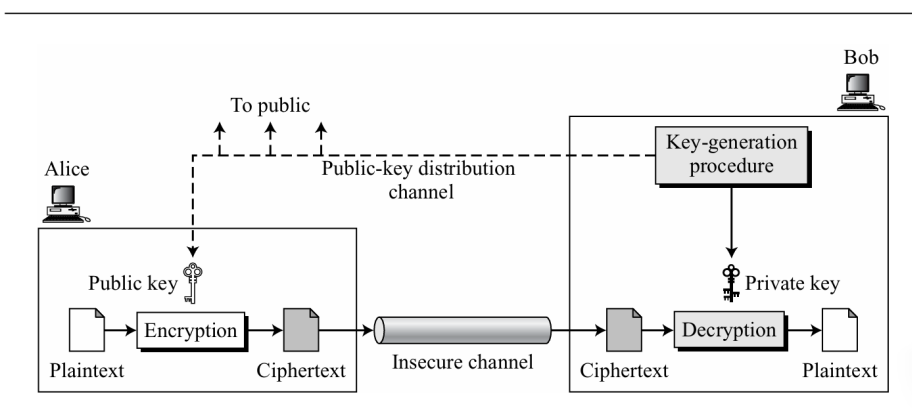 Bob
To public
Key-generation
procedure
Public-key distribution
channel
Alice
Public key
Private key
Encryption
Decryption
Insecure channel
Plaintext
Ciphertext
Ciphertext
Plaintext